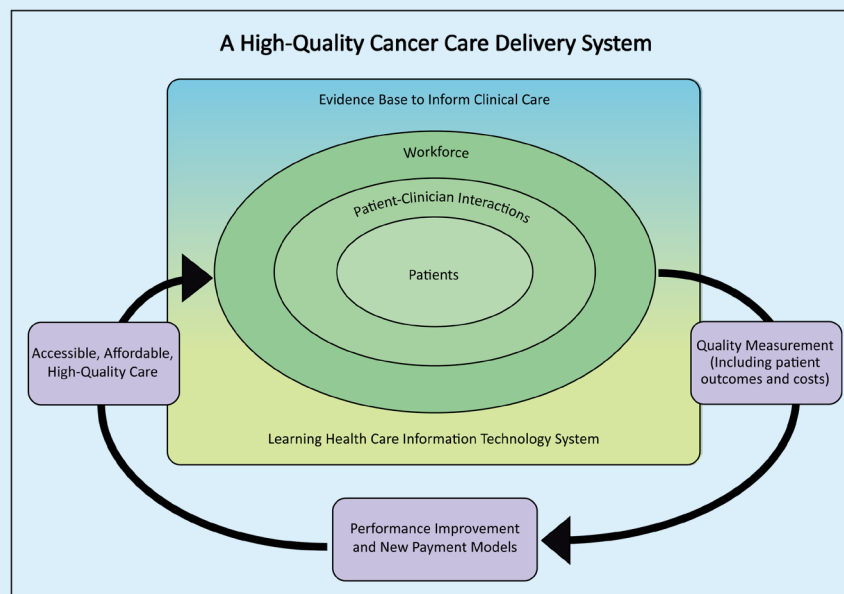 A High-Quality Cancer Care Delivery System
Evidence Base to Inform Clinical Care
Workforce
Patient-Clinician Interactions
Patients
Accessible, Affordable,
High-Quality Care
Quality Measurement
(Including patient
outcomes and costs)
Learning Health Care Information Technology System
Performance Improvement
and New Payment Models